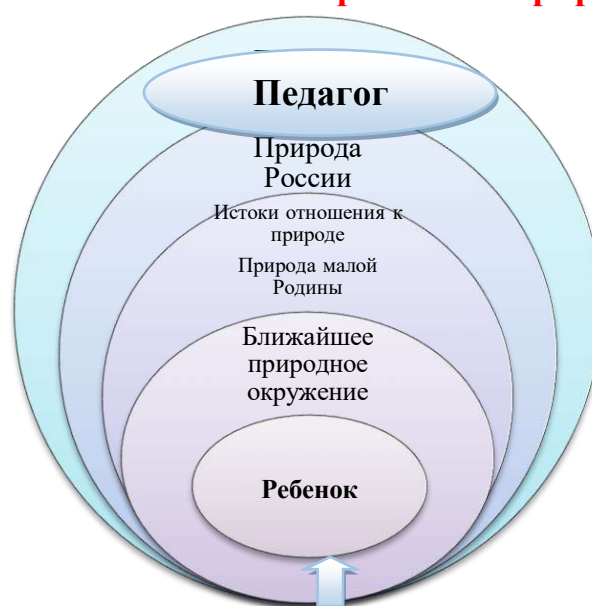 Педагог
Природа
России
Истоки отношения к
природе
Природа малой
Родины
Ближайшее
природное
окружение
Ребенок